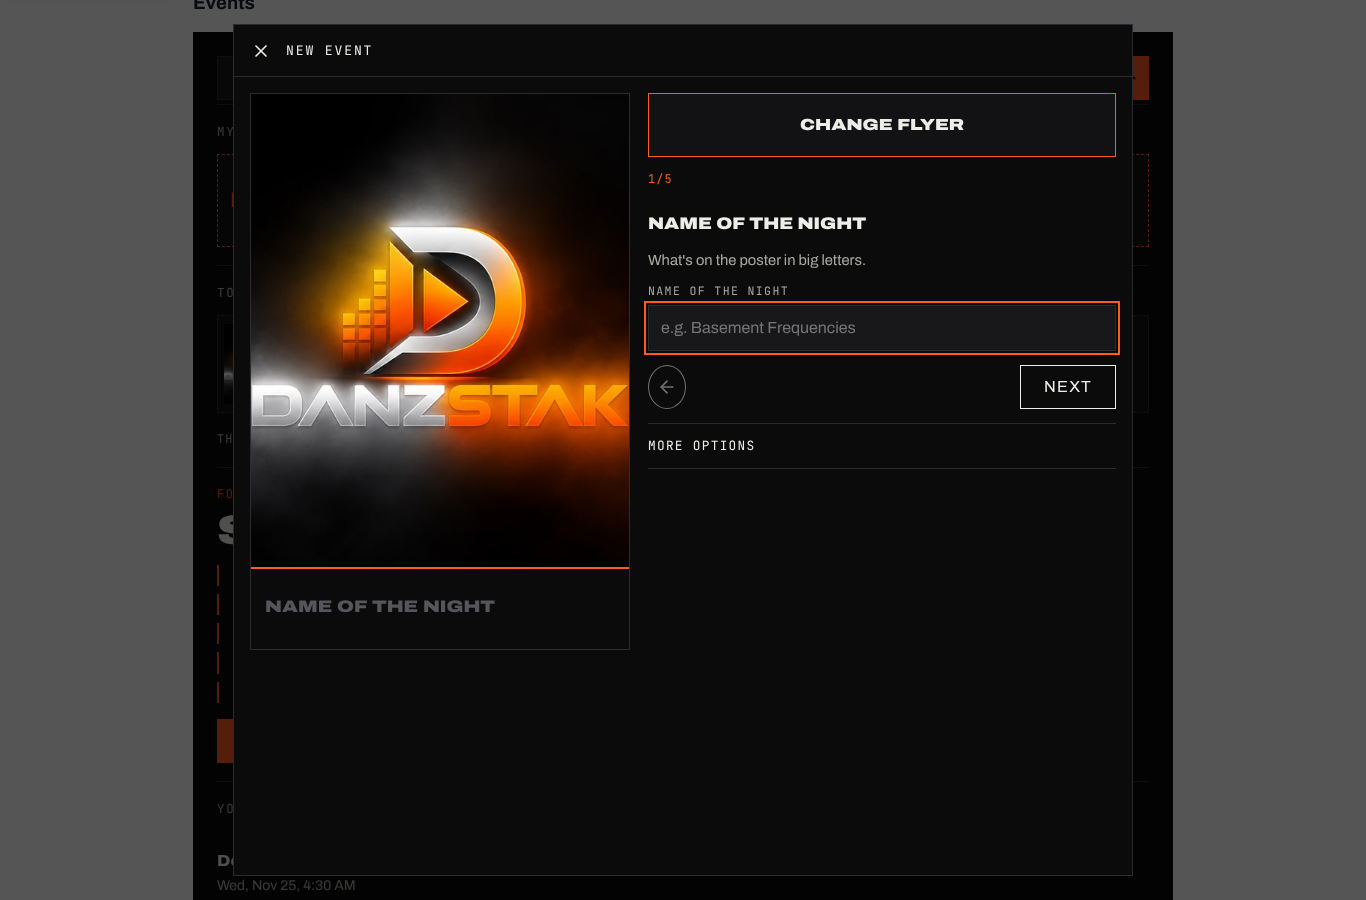 Events
NEW EVENT
CHANGE FLYER
1/5
NAME OF THE NIGHT
What's on the poster in big letters.
NAME OF THE NIGHT
e.g. Basement Frequencies
NEXT
MORE OPTIONS
DANZSTAK
NAME OF THE NIGHT
Wed, Nov 25, 4:30 AM